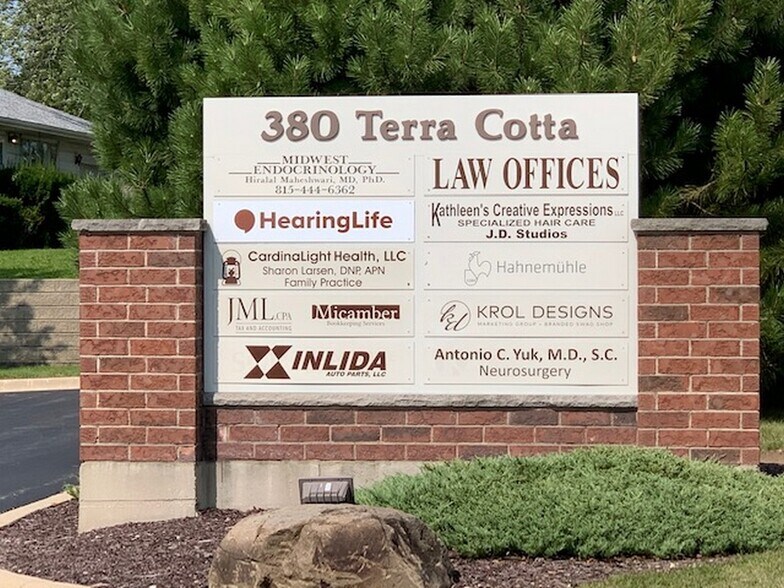 380 Terra Cotta
MIDWEST
ENDOCRINOLOGY
Hiralal Maheshwari, MD, PhD.
815-444-6362
HearingLife
CardinaLight Health, LLC
Sharon Larsen, DNP, APN
Family Practice
JML, CPA
TAX AND ACCOUNTING
Micamber
Bookkeeping Services
XINLIDA
AUTO PARTS, LLC
LAW OFFICES
Kathleen's Creative Expressions LLC
SPECIALIZED HAIR CARE
J.D. Studios
Hahnemühle
kd
KROL DESIGNS
MARKETING GROUP • BRANDED SWAG SHOP
Antonio C. Yuk, M.D., S.C.
Neurosurgery